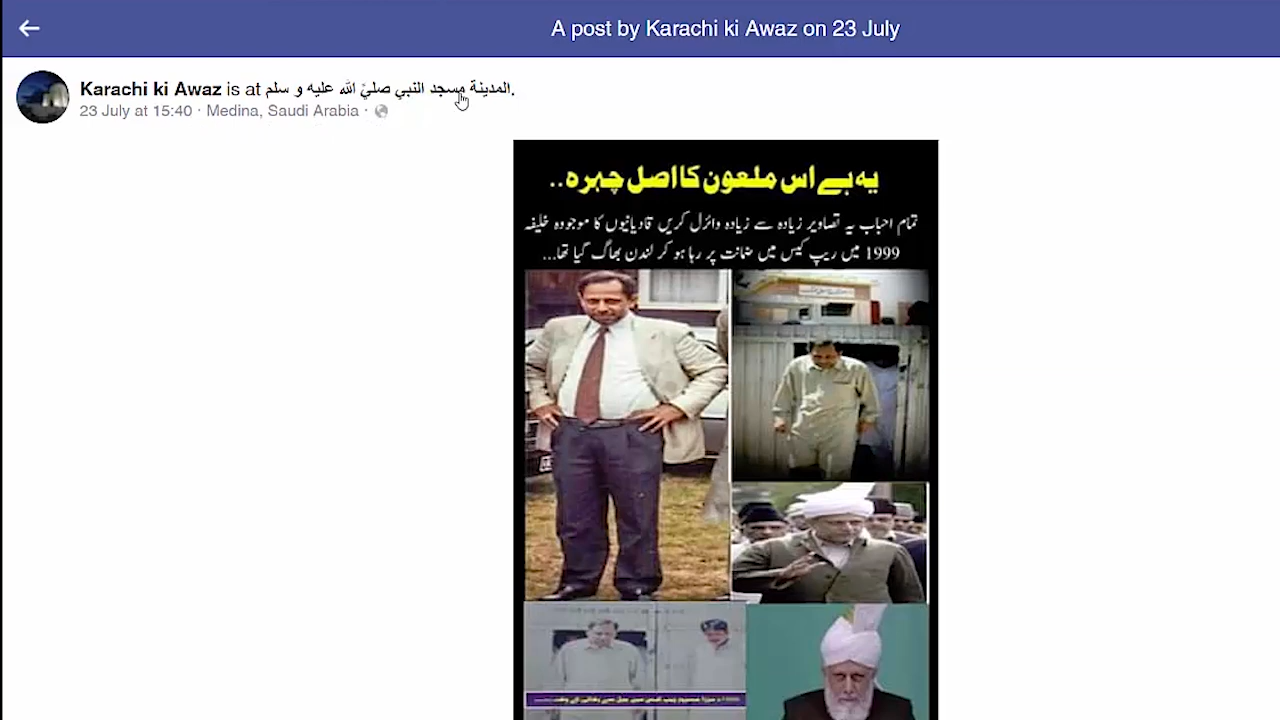 A post by Karachi ki Awaz on 23 July
Karachi ki Awaz is at المدينة مسجد النبي صليّ الله عليه و سلم.
23 July at 15:40 · Medina, Saudi Arabia ·
یہ ہے اس ملعون کا اصل چہرہ..
تمام احباب یہ تصاویر زیادہ سے زیادہ وائرل کریں قادیانیوں کا موجودہ خلیفہ
1999 میں ریپ کیس میں ضمانت پر رہا ہو کر لندن بھاگ گیا تھا...